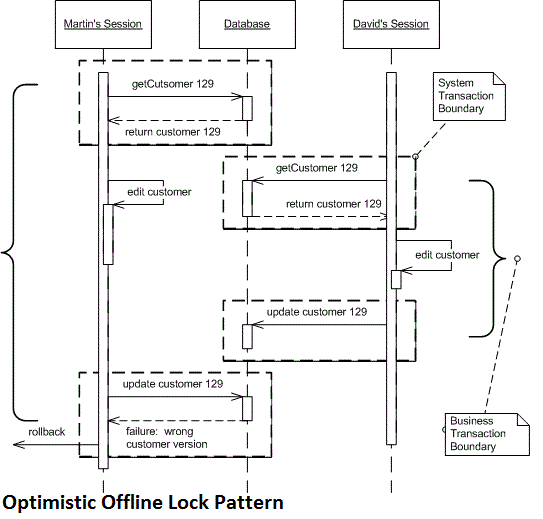 Martin's Session
Database
David's Session
getCutsomer 129
return customer 129
System
Transaction
Boundary
getCustomer 129
edit customer
return customer 129
edit customer
update customer 129
update customer 129
failure: wrong
customer version
rollback
Business
Transaction
Boundary
Optimistic Offline Lock Pattern